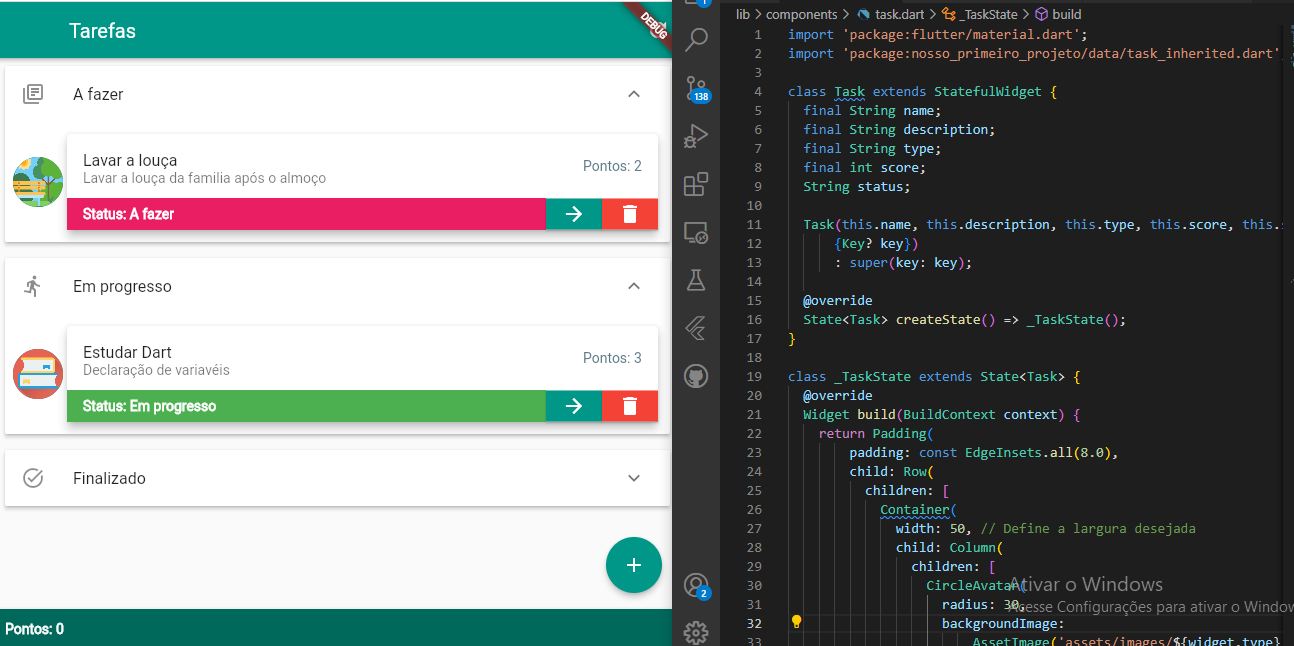 Tarefas
DEBUG
A fazer
Lavar a louça
Lavar a louça da familia após o almoço
Pontos: 2
Status: A fazer
Em progresso
Estudar Dart
Declaração de variavéis
Pontos: 3
Status: Em progresso
Finalizado
+
Pontos: 0
1
138
2
lib > components > task.dart > _TaskState > build
1 import 'package:flutter/material.dart';
2 import 'package:nosso_primeiro_projeto/data/task_inherited.dart'
3
4 class Task extends StatefulWidget {
5 final String name;
6 final String description;
7 final String type;
8 final int score;
9 String status;
10
11 Task(this.name, this.description, this.type, this.score, this.
12 {Key? key})
13 : super(key: key);
14
15 @override
16 State<Task> createState() => _TaskState();
17 }
18
19 class _TaskState extends State<Task> {
20 @override
21 Widget build(BuildContext context) {
22 return Padding(
23 padding: const EdgeInsets.all(8.0),
24 child: Row(
25 children: [
26 Container(
27 width: 50, // Define a largura desejada
28 child: Column(
29 children: [
30 CircleAvatar(
31 radius: 30,
32 backgroundImage:
33 AssetImage('assets/images/${widget.type}
Ativar o Windows
Acesse Configurações para ativar o Windows